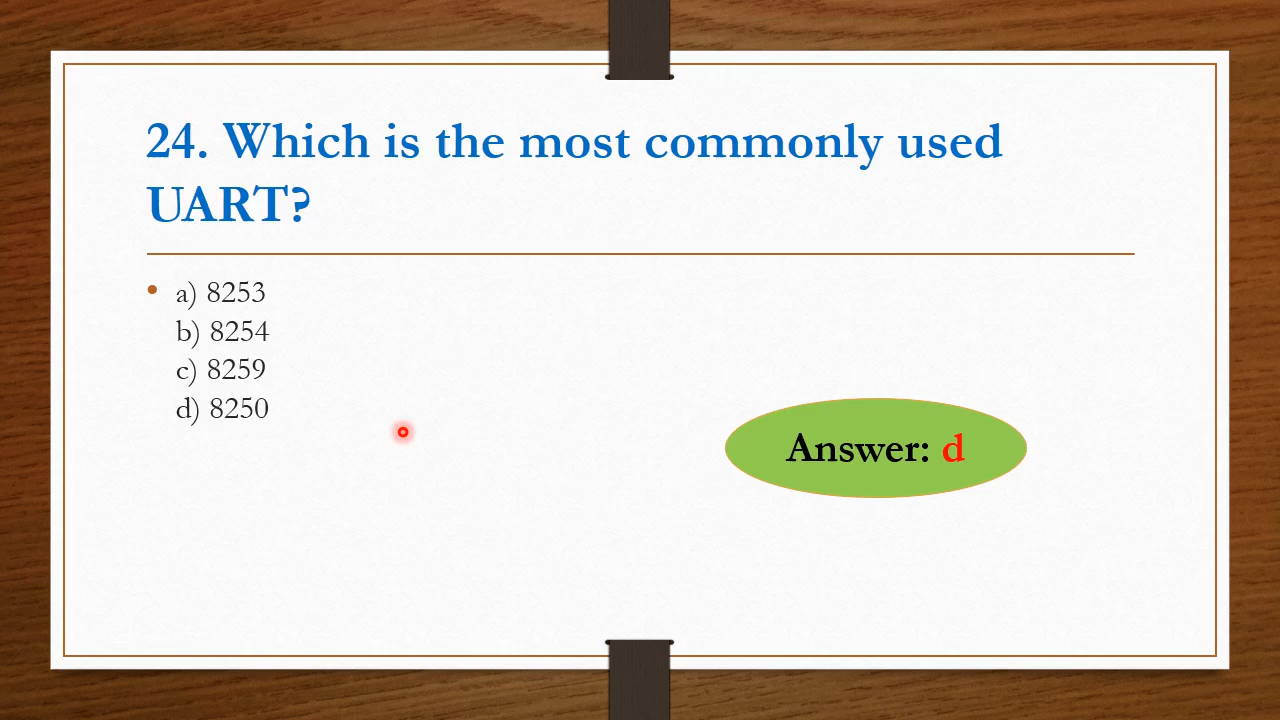 24. Which is the most commonly used
UART?
• a) 8253
b) 8254
c) 8259
d) 8250
Answer: d